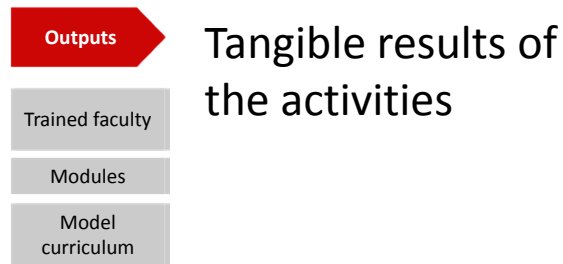 Outputs
Tangible results of
the activities
Trained faculty
Modules
Model
curriculum